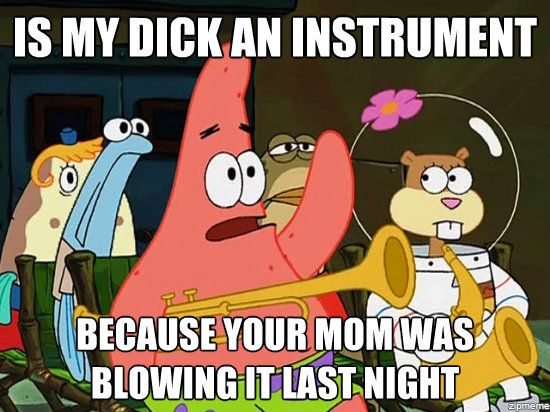 IS MY DICK AN INSTRUMENT
BECAUSE YOUR MOM WAS
BLOWING IT LAST NIGHT
zipmeme